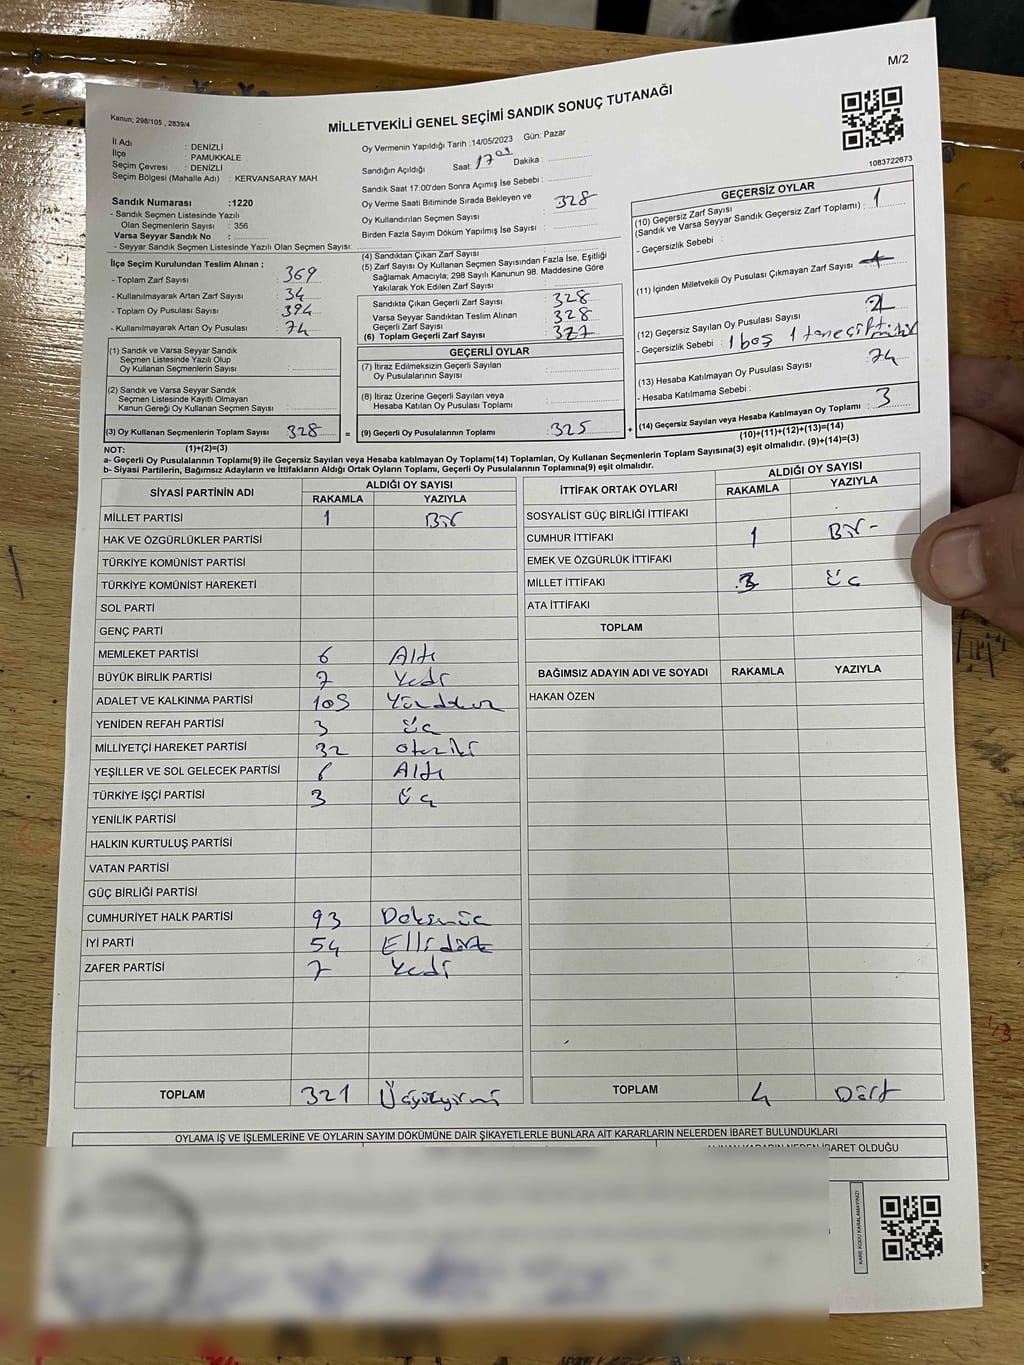 M/2
Kanun; 298/105 , 2839/4
MİLLETVEKİLİ GENEL SEÇİMİ SANDIK SONUÇ TUTANAĞI
1083722673
İl Adı : DENİZLİ
İlçe : PAMUKKALE
Seçim Çevresi : DENİZLİ
Seçim Bölgesi (Mahalle Adı) : KERVANSARAY MAH.
Sandık Numarası :1220
- Sandık Seçmen Listesinde Yazılı
Olan Seçmenlerin Sayısı : 356
Varsa Seyyar Sandık No :
- Seyyar Sandık Seçmen Listesinde Yazılı Olan Seçmen Sayısı:
Oy Vermenin Yapıldığı Tarih :14/05/2023 Gün: Pazar
Sandığın Açıldığı Saat: 17 Dakika :
Sandık Saat 17:00'den Sonra Açımış İse Sebebi :
Oy Verme Saati Bitiminde Sırada Bekleyen ve
Oy Kullandırılan Seçmen Sayısı : 328
Birden Fazla Sayım Döküm Yapılmış İse Sayısı :
İlçe Seçim Kurulundan Teslim Alınan ;
- Toplam Zarf Sayısı : 369
- Kullanılmayarak Artan Zarf Sayısı : 34
- Toplam Oy Pusulası Sayısı : 394
- Kullanılmayarak Artan Oy Pusulası : 74
(4) Sandıktan Çıkan Zarf Sayısı :
(5) Zarf Sayısı Oy Kullanan Seçmen Sayısından Fazla İse, Eşitliği
Sağlamak Amacıyla; 298 Sayılı Kanunun 98. Maddesine Göre
Yakılarak Yok Edilen Zarf Sayısı :
Sandıkta Çıkan Geçerli Zarf Sayısı : 328
Varsa Seyyar Sandıktan Teslim Alınan
Geçerli Zarf Sayısı : 328
(6) Toplam Geçerli Zarf Sayısı : 327
GEÇERSİZ OYLAR
(10) Geçersiz Zarf Sayısı
(Sandık ve Varsa Seyyar Sandık Geçersiz Zarf Toplamı) : 1
- Geçersizlik Sebebi :
(11) İçinden Milletvekili Oy Pusulası Çıkmayan Zarf Sayısı
(12) Geçersiz Sayılan Oy Pusulası Sayısı : 2
- Geçersizlik Sebebi : 1 boş 1 tane çift
(13) Hesaba Katılmayan Oy Pusulası Sayısı 74
- Hesaba Katılmama Sebebi :
(14) Geçersiz Sayılan veya Hesaba Katılmayan Oy Toplamı : 3
(10)+(11)+(12)+(13)=(14)
(1) Sandık ve Varsa Seyyar Sandık
Seçmen Listesinde Yazılı Olup
Oy Kullanan Seçmenlerin Sayısı :
(2) Sandık ve Varsa Seyyar Sandık
Seçmen Listesinde Kayıtlı Olmayan
Kanun Gereği Oy Kullanan Seçmen Sayısı :
(3) Oy Kullanan Seçmenlerin Toplam Sayısı 328 =
(1)+(2)=(3)
GEÇERLİ OYLAR
(7) İtiraz Edilmeksizin Geçerli Sayılan
Oy Pusulalarının Sayısı :
(8) İtiraz Üzerine Geçerli Sayılan veya
Hesaba Katılan Oy Pusulası Toplamı :
(9) Geçerli Oy Pusulalarının Toplamı : 325 +
NOT:
a- Geçerli Oy Pusulalarının Toplamı(9) ile Geçersiz Sayılan veya Hesaba katılmayan Oy Toplamı(14) Toplamları, Oy Kullanan Seçmenlerin Toplam Sayısına(3) eşit olmalıdır. (9)+(14)=(3)
b- Siyasi Partilerin, Bağımsız Adayların ve İttifakların Aldığı Ortak Oyların Toplamı, Geçerli Oy Pusulalarının Toplamına(9) eşit olmalıdır.
SİYASİ PARTİNİN ADI ALDIĞI OY SAYISI
RAKAMLA YAZIYLA
MİLLET PARTİSİ 1 Bir
HAK VE ÖZGÜRLÜKLER PARTİSİ
TÜRKİYE KOMÜNİST PARTİSİ
TÜRKİYE KOMÜNİST HAREKETİ
SOL PARTİ
GENÇ PARTİ
MEMLEKET PARTİSİ 6 Altı
BÜYÜK BİRLİK PARTİSİ 7 Yedi
ADALET VE KALKINMA PARTİSİ 109
YENİDEN REFAH PARTİSİ 3 Üç
MİLLİYETÇİ HAREKET PARTİSİ 32 otuz iki
YEŞİLLER VE SOL GELECEK PARTİSİ 6 Altı
TÜRKİYE İŞÇİ PARTİSİ 3 Üç
YENİLİK PARTİSİ
HALKIN KURTULUŞ PARTİSİ
VATAN PARTİSİ
GÜÇ BİRLİĞİ PARTİSİ
CUMHURİYET HALK PARTİSİ 93 Doksanüç
İYİ PARTİ 54 Ellidört
ZAFER PARTİSİ 7 Yedi
TOPLAM 321
İTTİFAK ORTAK OYLARI ALDIĞI OY SAYISI
RAKAMLA YAZIYLA
SOSYALİST GÜÇ BİRLİĞİ İTTİFAKI
CUMHUR İTTİFAKI 1 Bir-
EMEK VE ÖZGÜRLÜK İTTİFAKI
MİLLET İTTİFAKI 3 Üç
ATA İTTİFAKI
TOPLAM
BAĞIMSIZ ADAYIN ADI VE SOYADI RAKAMLA YAZIYLA
HAKAN ÖZEN
TOPLAM 4 Dört
OYLAMA İŞ VE İŞLEMLERİNE VE OYLARIN SAYIM DÖKÜMÜNE DAİR ŞİKAYETLERLE BUNLARA AİT KARARLARIN NELERDEN İBARET BULUNDUKLARI
ALINAN KARARIN NEDEN İBARET OLDUĞU
KARE KODU KARALAMAYINIZ!